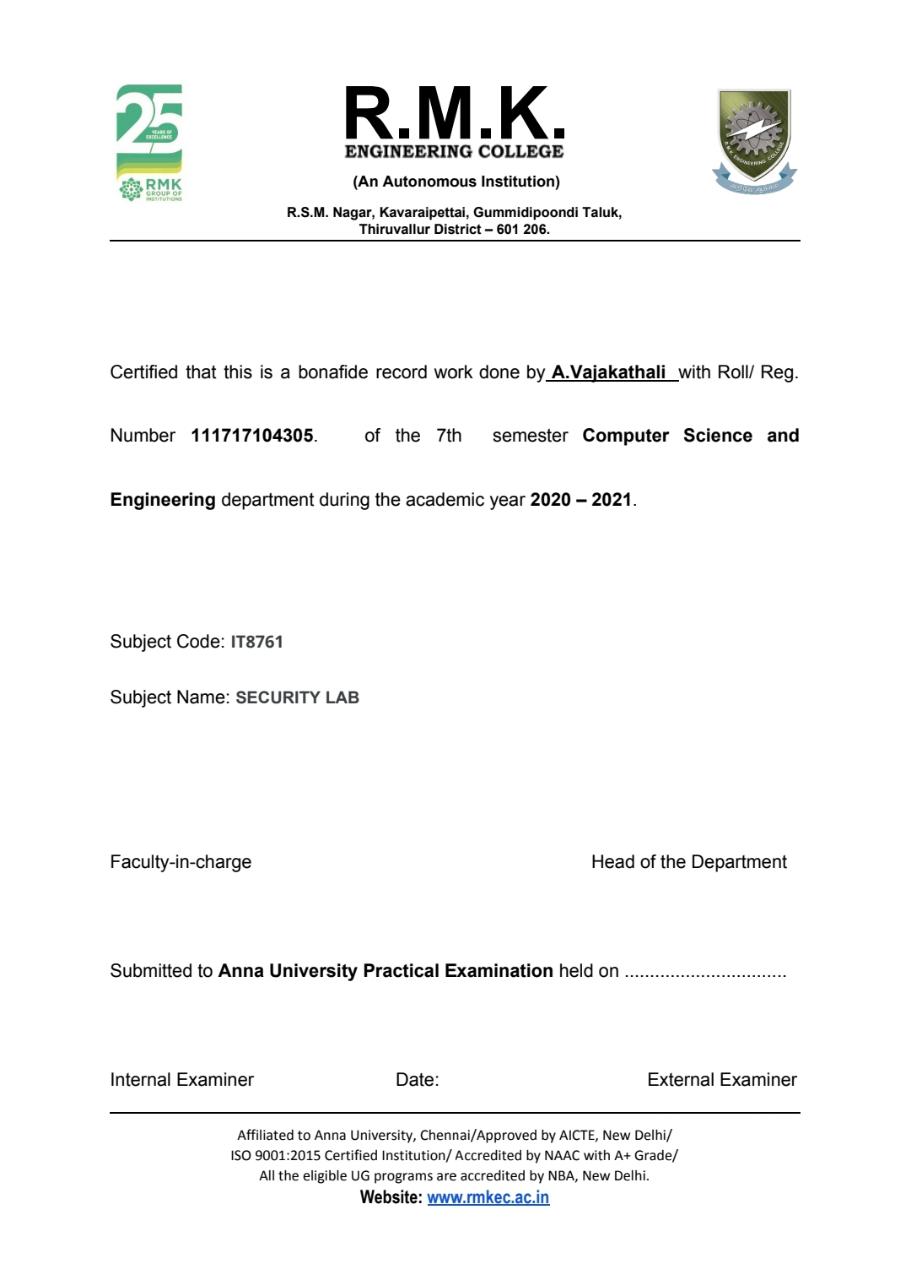 25
YEARS OF
EXCELLENCE
RMK
GROUP OF
INSTITUTIONS
R.M.K.
ENGINEERING COLLEGE
(An Autonomous Institution)
R.S.M. Nagar, Kavaraipettai, Gummidipoondi Taluk,
Thiruvallur District – 601 206.
R.M.K. ENGINEERING COLLEGE
Certified that this is a bonafide record work done by A.Vajakathali with Roll/ Reg.
Number 111717104305. of the 7th semester Computer Science and
Engineering department during the academic year 2020 – 2021.
Subject Code: IT8761
Subject Name: SECURITY LAB
Faculty-in-charge Head of the Department
Submitted to Anna University Practical Examination held on ................................
Internal Examiner Date: External Examiner
Affiliated to Anna University, Chennai/Approved by AICTE, New Delhi/
ISO 9001:2015 Certified Institution/ Accredited by NAAC with A+ Grade/
All the eligible UG programs are accredited by NBA, New Delhi.
Website: www.rmkec.ac.in